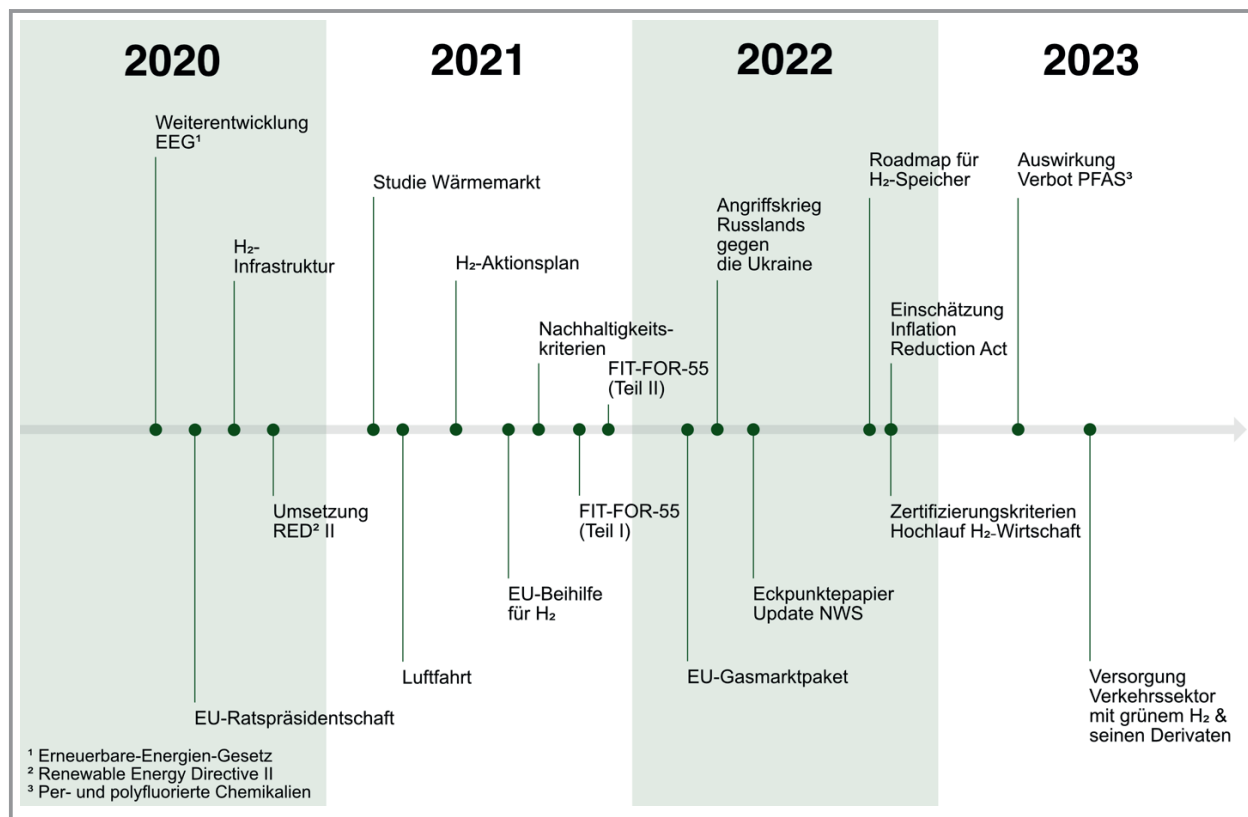 2020
2021
2022
2023
Weiterentwicklung
EEG¹
EU-Ratspräsidentschaft
H₂-
Infrastruktur
Umsetzung
RED² II
Studie Wärmemarkt
Luftfahrt
H₂-Aktionsplan
EU-Beihilfe
für H₂
Nachhaltigkeits-
kriterien
FIT-FOR-55
(Teil I)
FIT-FOR-55
(Teil II)
EU-Gasmarktpaket
Angriffskrieg
Russlands
gegen
die Ukraine
Eckpunktepapier
Update NWS
Roadmap für
H₂-Speicher
Einschätzung
Inflation
Reduction Act
Zertifizierungskriterien
Hochlauf H₂-Wirtschaft
Auswirkung
Verbot PFAS³
Versorgung
Verkehrssektor
mit grünem H₂ &
seinen Derivaten
¹ Erneuerbare-Energien-Gesetz
² Renewable Energy Directive II
³ Per- und polyfluorierte Chemikalien